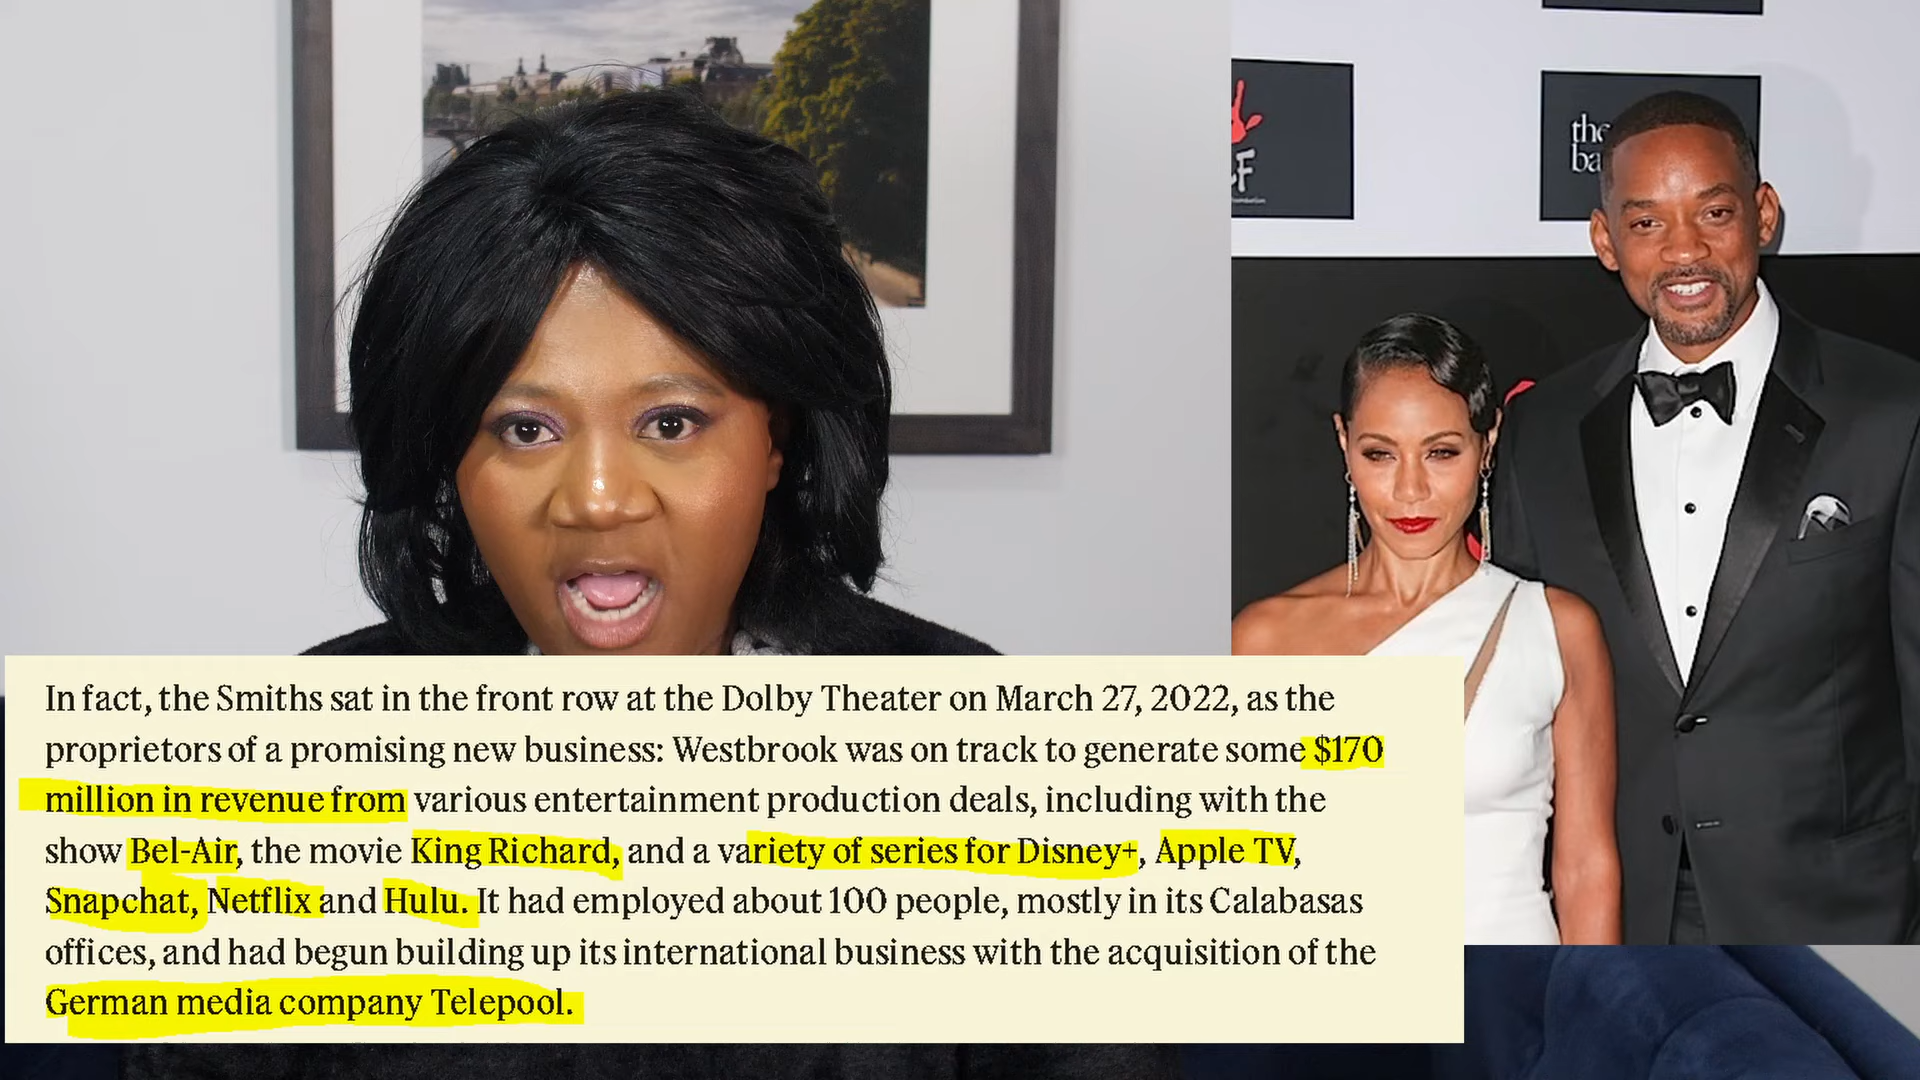 the
ba
F
oundation
In fact, the Smiths sat in the front row at the Dolby Theater on March 27, 2022, as the
proprietors of a promising new business: Westbrook was on track to generate some $170
million in revenue from various entertainment production deals, including with the
show Bel-Air, the movie King Richard, and a variety of series for Disney+, Apple TV,
Snapchat, Netflix and Hulu. It had employed about 100 people, mostly in its Calabasas
offices, and had begun building up its international business with the acquisition of the
German media company Telepool.